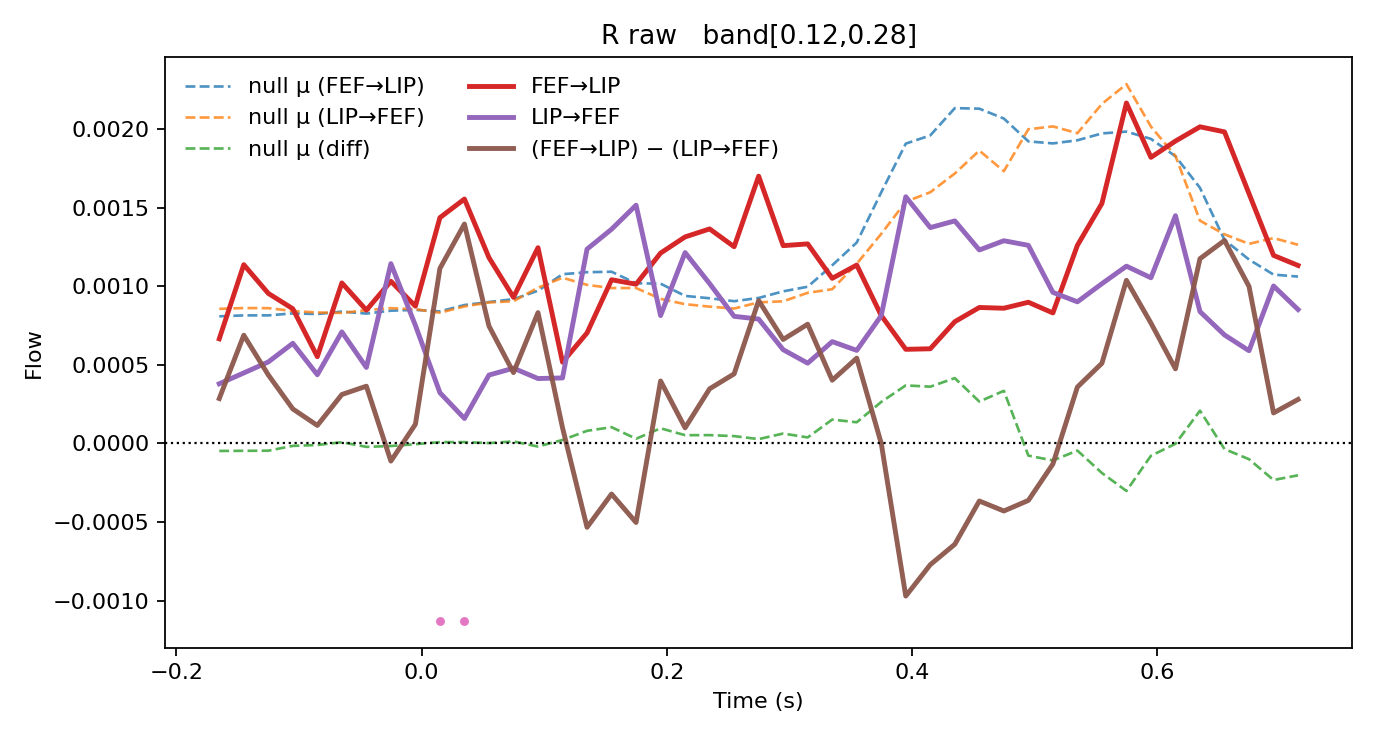 R raw   band[0.12,0.28]
null μ (FEF→LIP)
null μ (LIP→FEF)
null μ (diff)
FEF→LIP
LIP→FEF
(FEF→LIP) − (LIP→FEF)
Flow
0.0020
0.0015
0.0010
0.0005
0.0000
−0.0005
−0.0010
−0.2
0.0
0.2
0.4
0.6
Time (s)